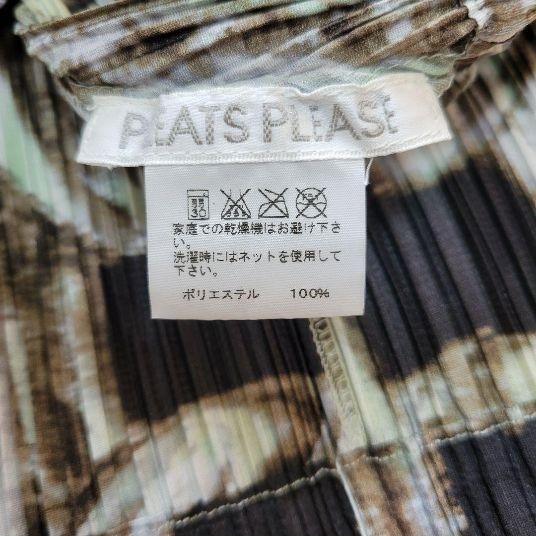 PLEATS PLEASE
家庭での乾燥機はお避け下さ
い。
洗濯時にはネットを使用して
下さい。
ポリエステル 100%